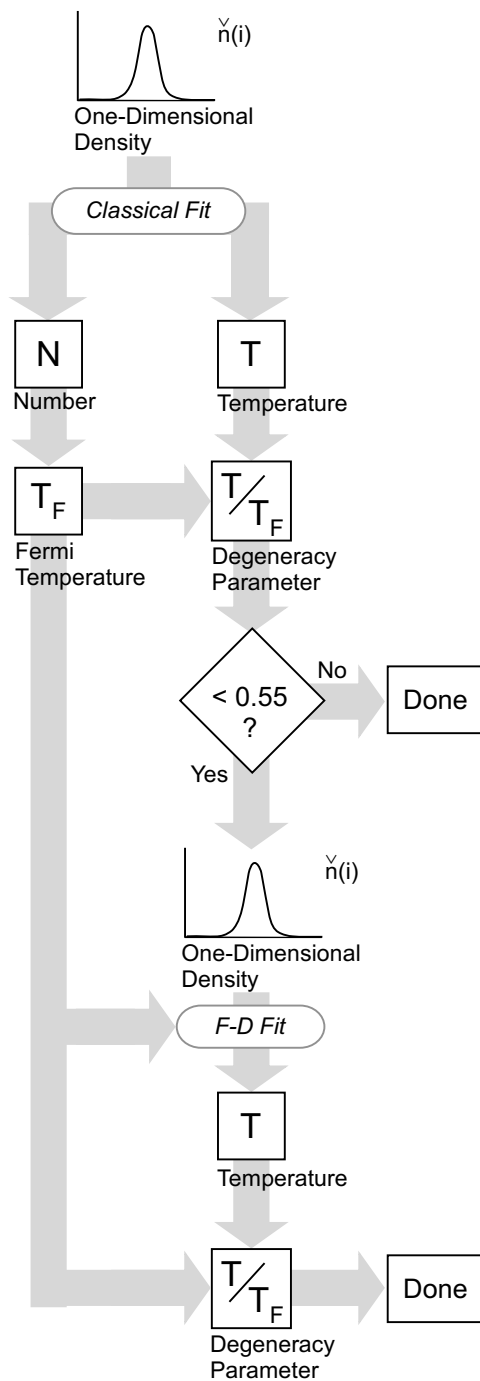 ň(i)
One-Dimensional
Density
Classical Fit
N
Number
T
Temperature
T_F
Fermi
Temperature
T/T_F
Degeneracy
Parameter
< 0.55
?
No
Done
Yes
ň(i)
One-Dimensional
Density
F-D Fit
T
Temperature
T/T_F
Degeneracy
Parameter
Done